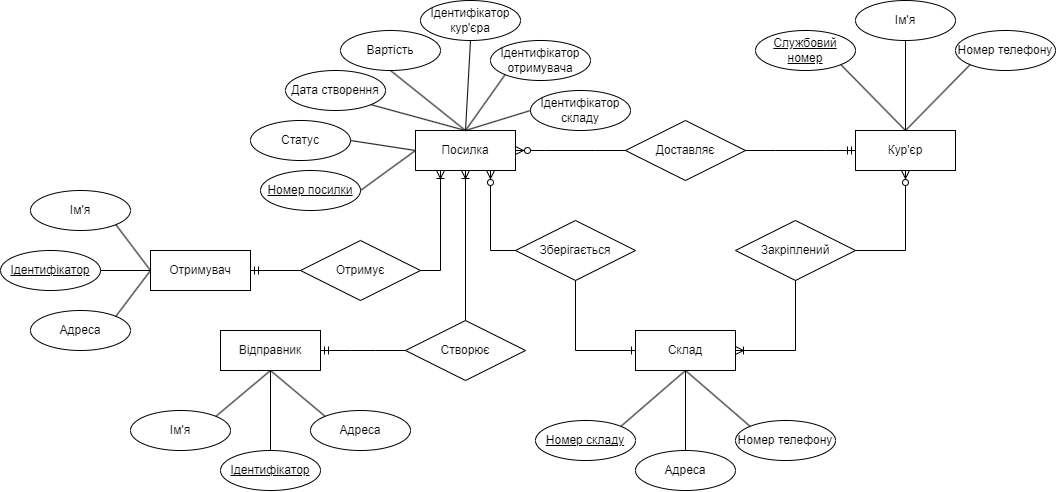 Ідентифікатор
кур'єра
Ім'я
Вартість
Службовий
номер
Номер телефону
Ідентифікатор
отримувача
Дата створення
Ідентифікатор
складу
Статус
Посилка
Доставляє
Кур'єр
Номер посилки
Ім'я
Зберігається
Закріплений
Ідентифікатор
Отримувач
Отримує
Адреса
Відправник
Створює
Склад
Ім'я
Адреса
Номер складу
Номер телефону
Ідентифікатор
Адреса